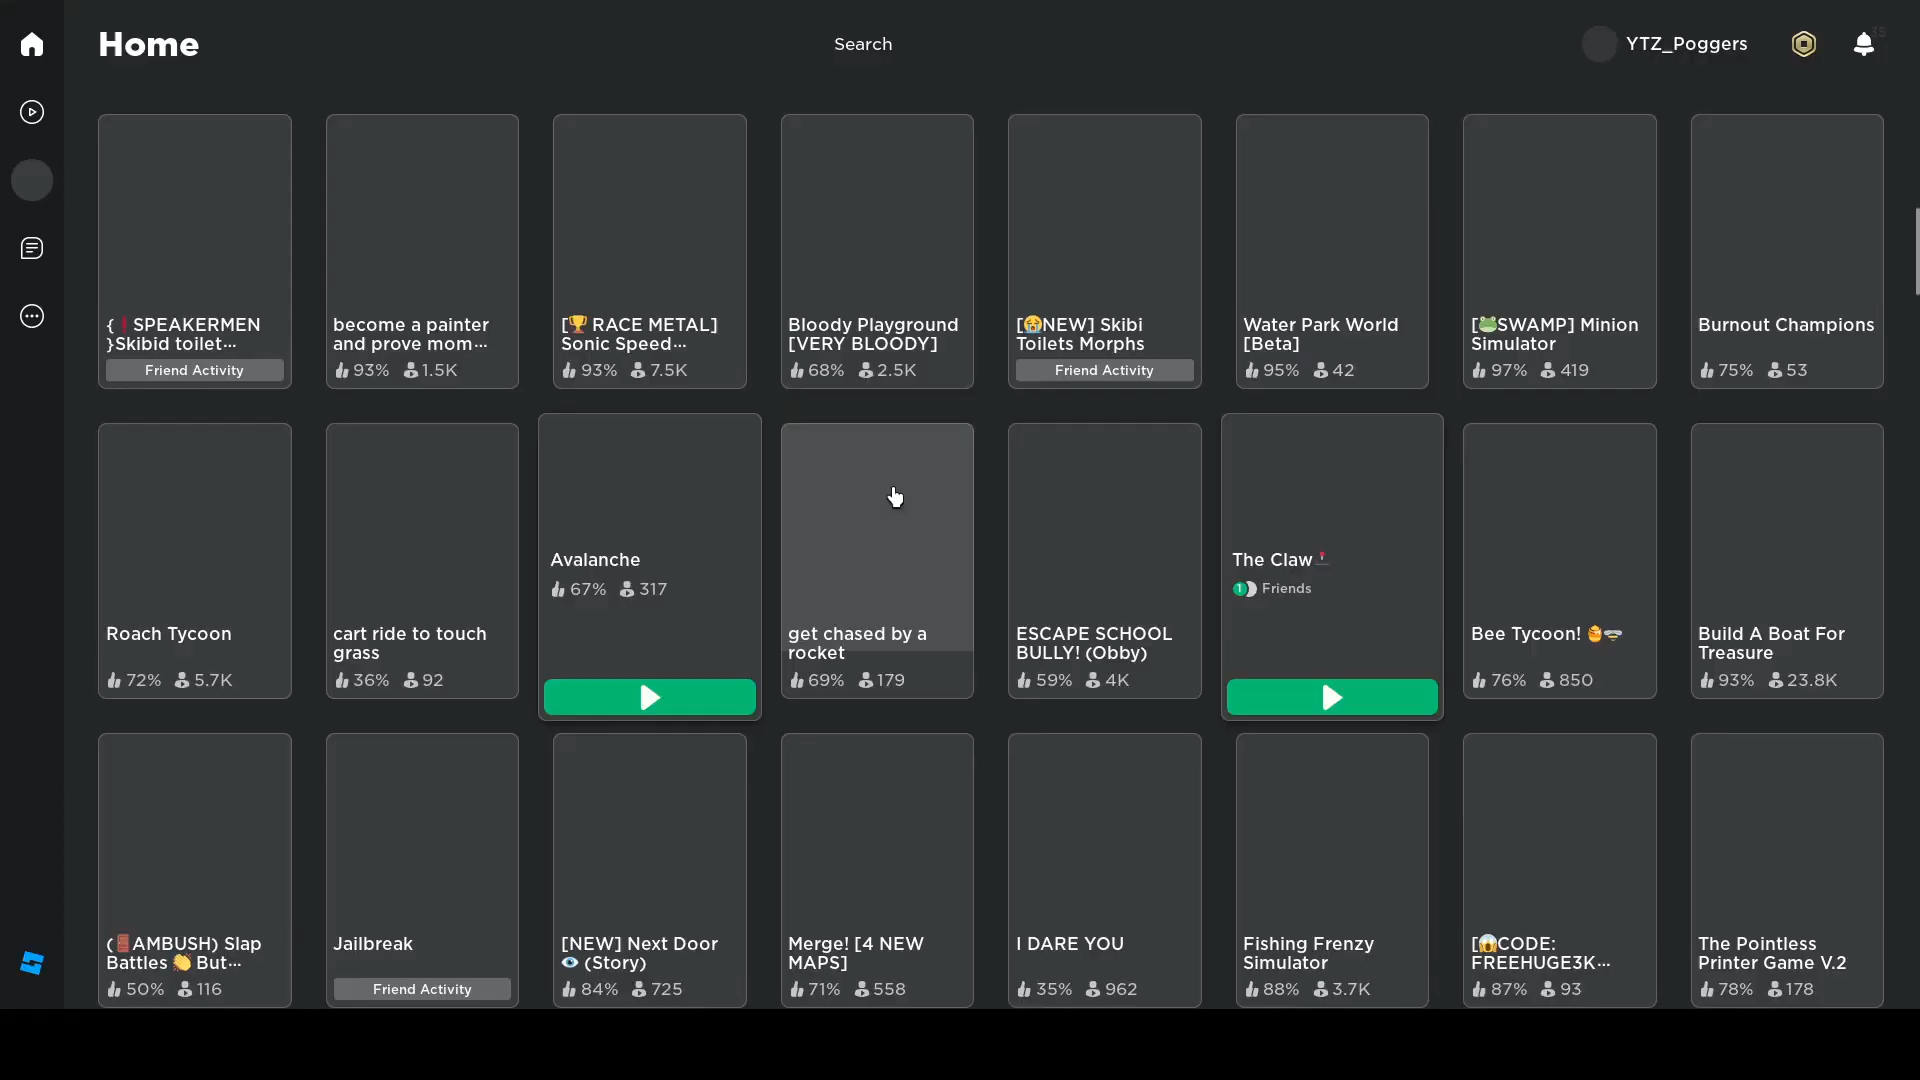 Home
Search
YTZ_Poggers
35
{❗SPEAKERMEN
}Skibid toilet...
Friend Activity
become a painter
and prove mom...
93% 1.5K
[🏆 RACE METAL]
Sonic Speed...
93% 7.5K
Bloody Playground
[VERY BLOODY]
68% 2.5K
[😭NEW] Skibi
Toilets Morphs
Friend Activity
Water Park World
[Beta]
95% 42
[🐸SWAMP] Minion
Simulator
97% 419
Burnout Champions
75% 53
Roach Tycoon
72% 5.7K
cart ride to touch
grass
36% 92
Avalanche
67% 317
get chased by a
rocket
69% 179
ESCAPE SCHOOL
BULLY! (Obby)
59% 4K
The Claw🕹️
1 Friends
Bee Tycoon! 🍯🐝
76% 850
Build A Boat For
Treasure
93% 23.8K
(🚪AMBUSH) Slap
Battles 👏 But...
50% 116
Jailbreak
Friend Activity
[NEW] Next Door
👁️ (Story)
84% 725
Merge! [4 NEW
MAPS]
71% 558
I DARE YOU
35% 962
Fishing Frenzy
Simulator
88% 3.7K
[😱CODE:
FREEHUGE3K...
87% 93
The Pointless
Printer Game V.2
78% 178